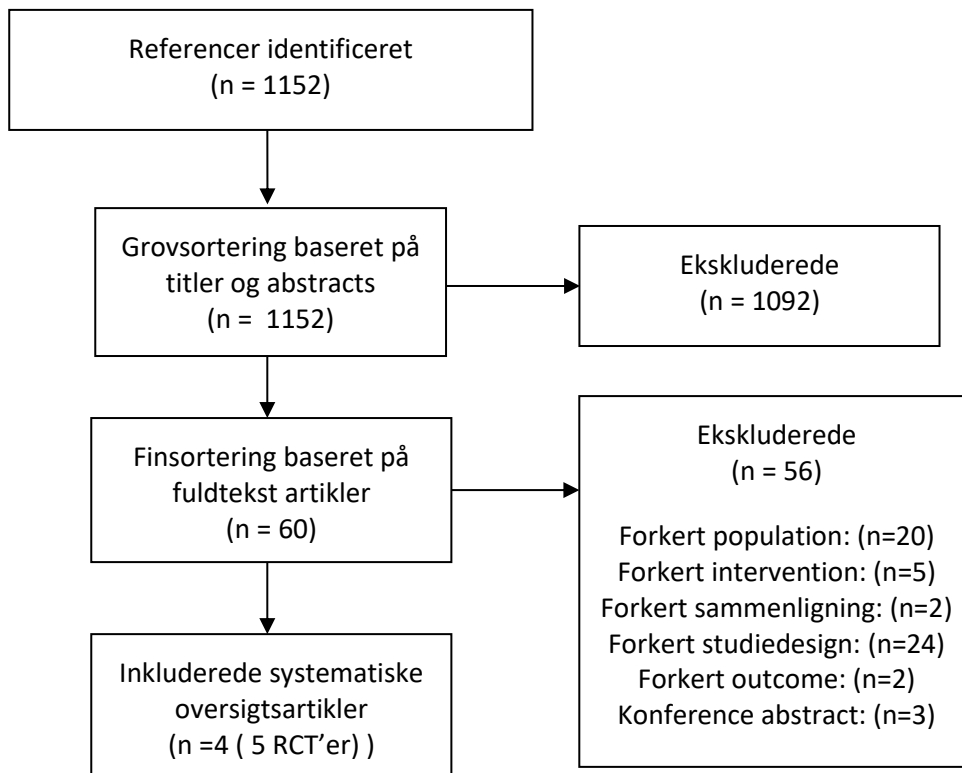 Referencer identificeret
(n = 1152)
Grovsortering baseret på
titler og abstracts
(n =  1152)
Ekskluderede
(n = 1092)
Finsortering baseret på
fuldtekst artikler
(n = 60)
Ekskluderede
(n = 56)
Forkert population: (n=20)
Forkert intervention: (n=5)
Forkert sammenligning: (n=2)
Forkert studiedesign: (n=24)
Forkert outcome: (n=2)
Konference abstract: (n=3)
Inkluderede systematiske
oversigtsartikler
(n =4 ( 5 RCT’er) )